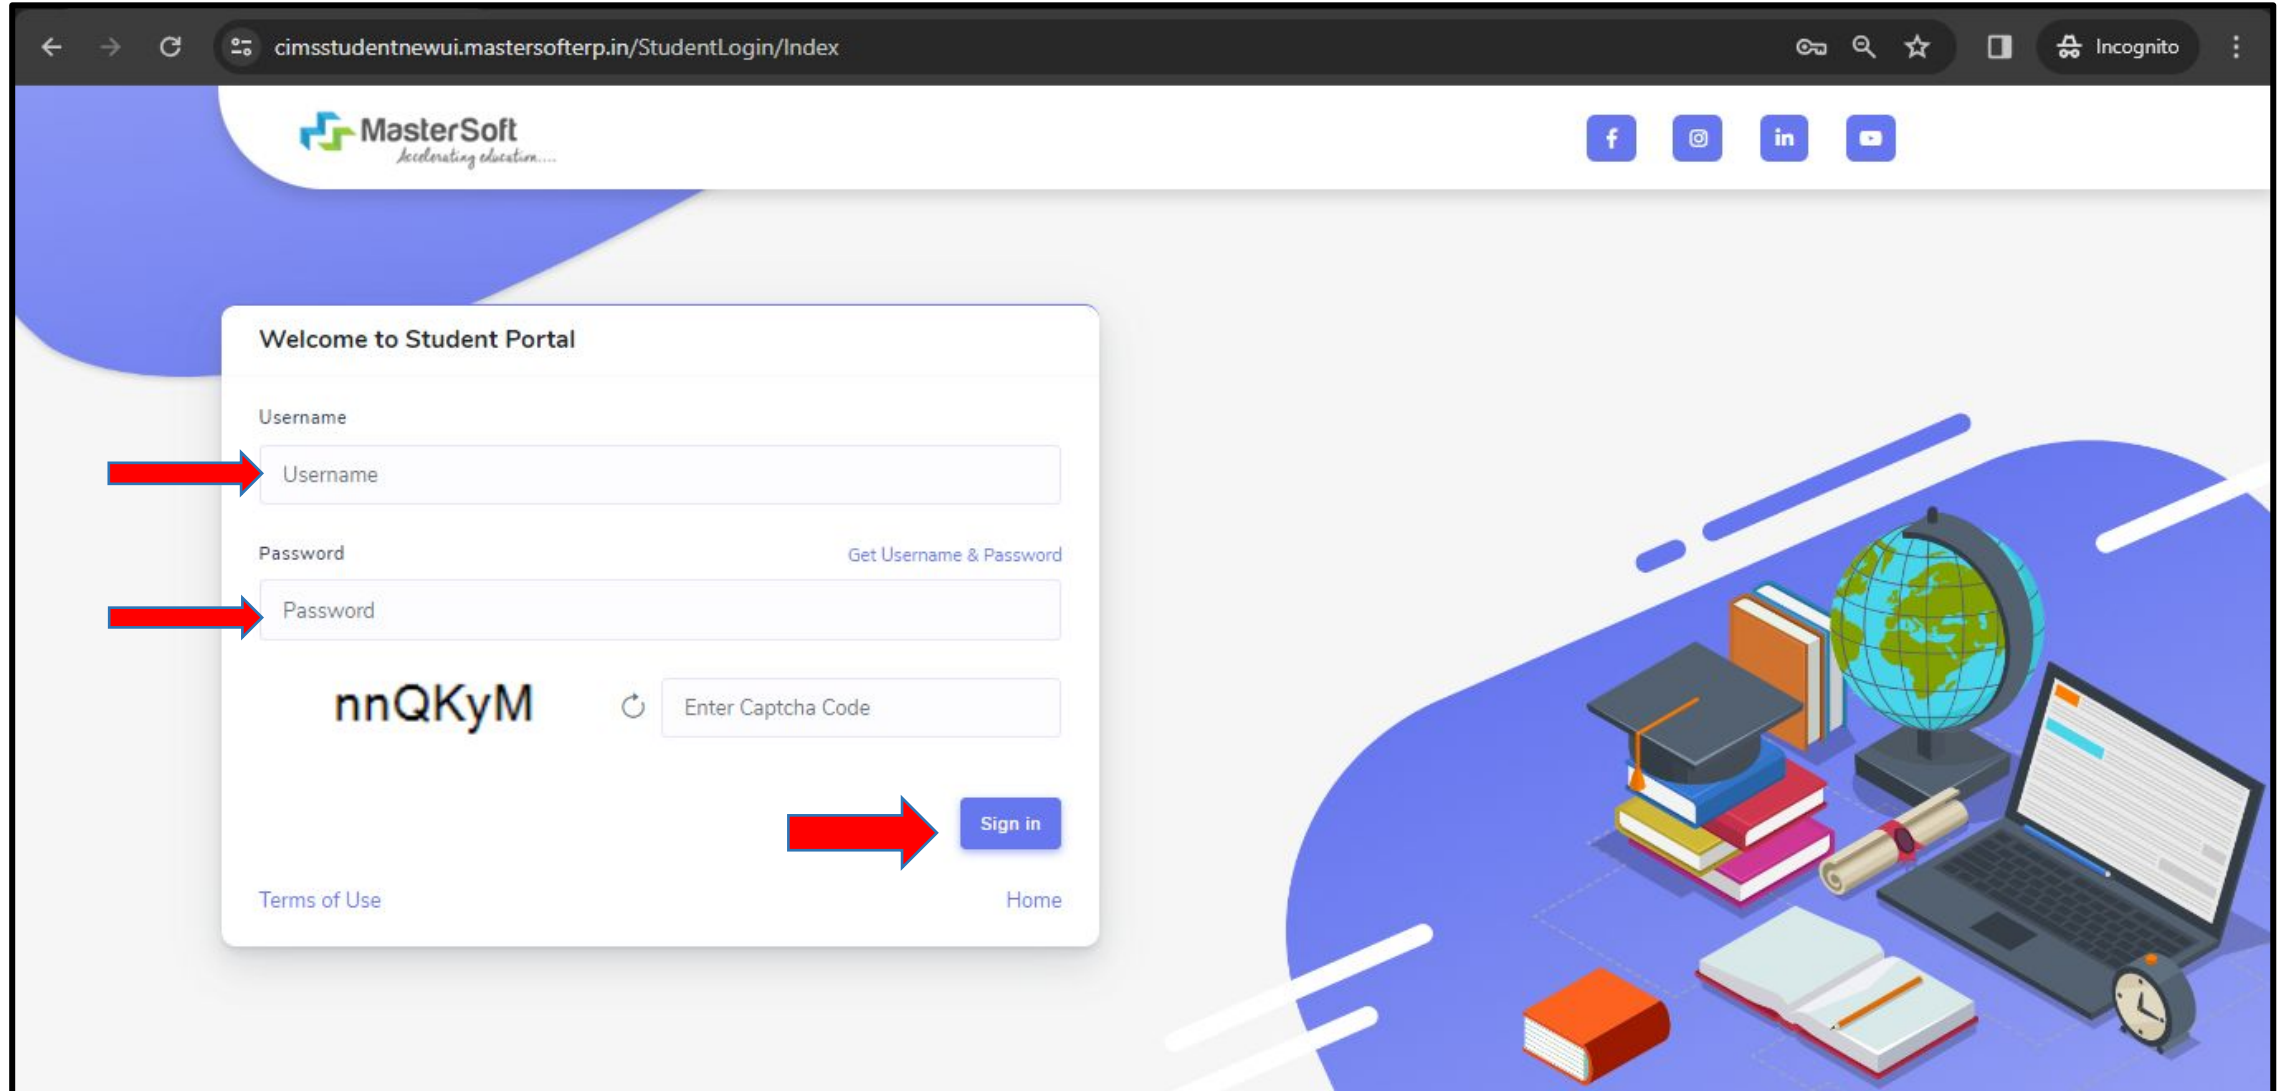 cimsstudentnewui.mastersofterp.in/StudentLogin/Index
Incognito
MasterSoft
Accelerating education....
Welcome to Student Portal
Username
Username
Password
Get Username & Password
Password
nnQKyM
Enter Captcha Code
Sign in
Terms of Use
Home